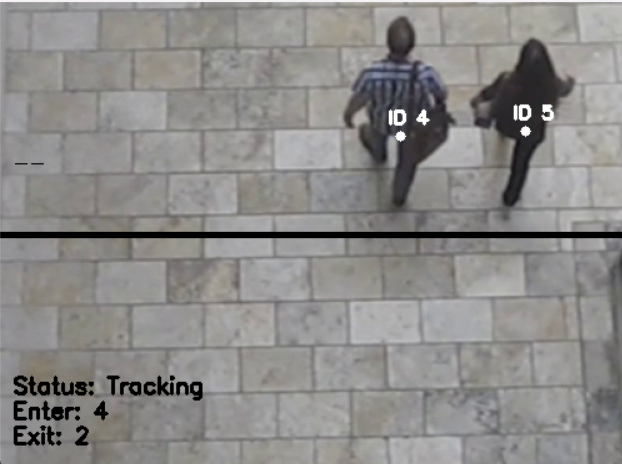 ID 4
ID 5
Status: Tracking
Enter: 4
Exit: 2